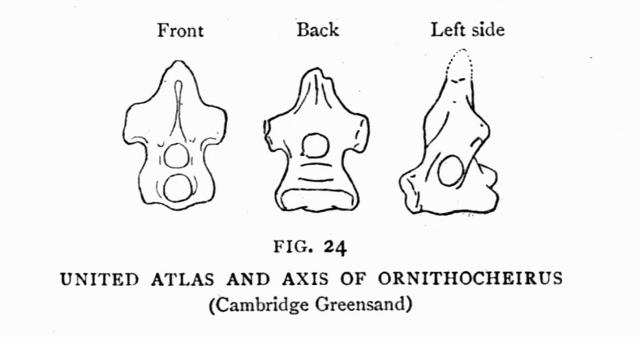 Front Back Left side
FIG. 24
UNITED ATLAS AND AXIS OF ORNITHOCHEIRUS
(Cambridge Greensand)